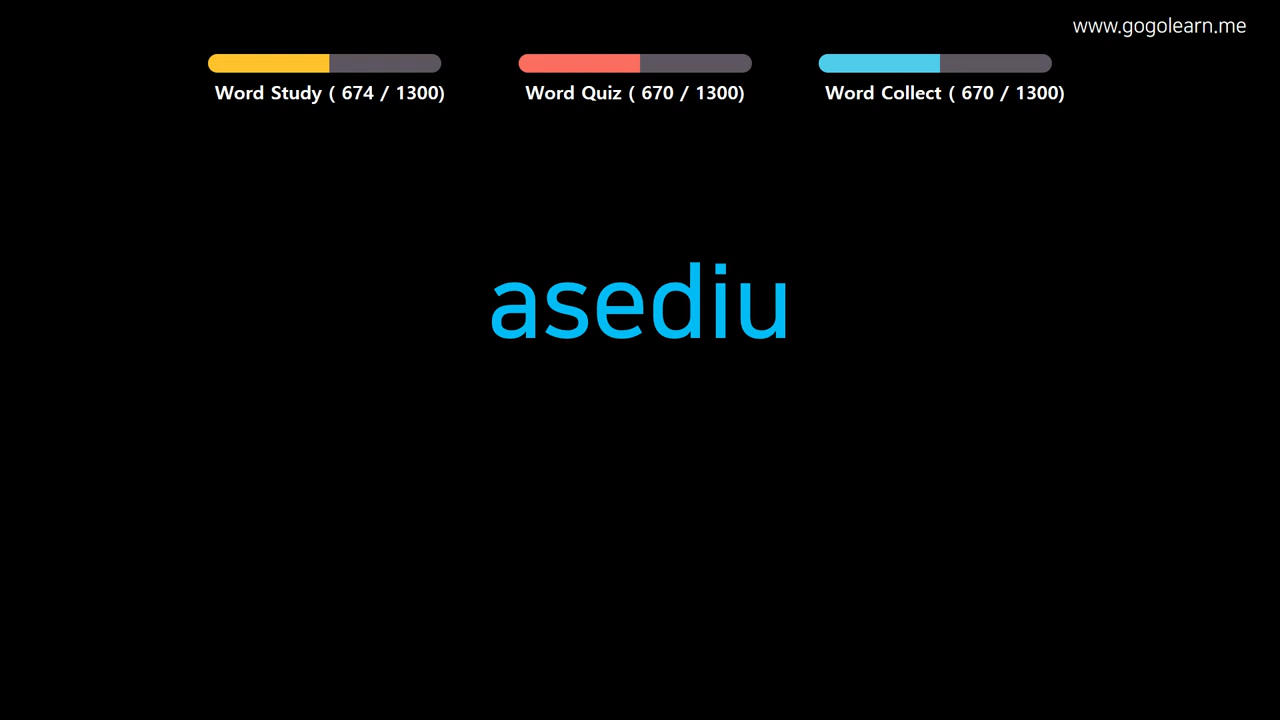 www.gogolearn.me
Word Study ( 674 / 1300)
Word Quiz ( 670 / 1300)
Word Collect ( 670 / 1300)
asediu